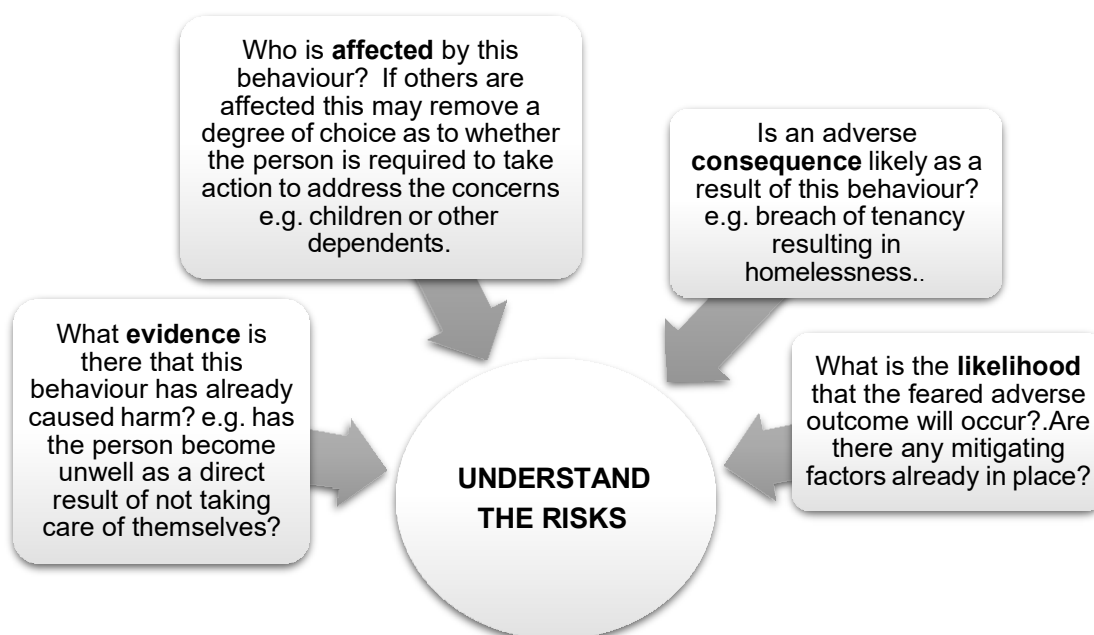 Who is affected by this
behaviour?  If others are
affected this may remove a
degree of choice as to whether
the person is required to take
action to address the concerns
e.g. children or other
dependents.
Is an adverse
consequence likely as a
result of this behaviour?
e.g. breach of tenancy
resulting in
homelessness..
What evidence is
there that this
behaviour has already
caused harm? e.g. has
the person become
unwell as a direct
result of not taking
care of themselves?
What is the likelihood
that the feared adverse
outcome will occur?.Are
there any mitigating
factors already in place?
UNDERSTAND
THE RISKS